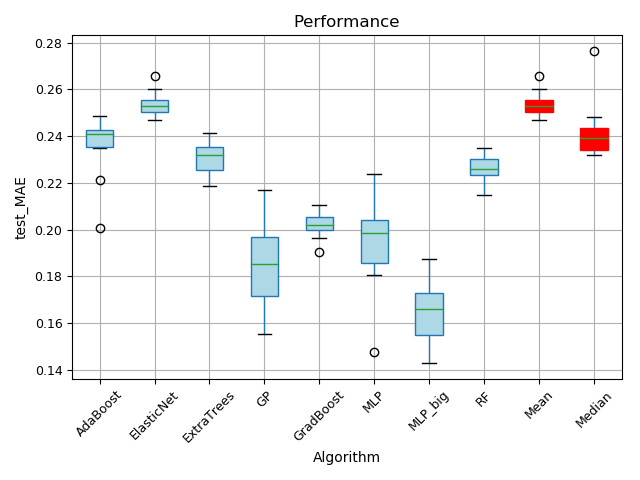 Performance
0.28
0.26
0.24
0.22
0.20
0.18
0.16
0.14
test_MAE
AdaBoost
ElasticNet
ExtraTrees
GP
GradBoost
MLP
MLP_big
RF
Mean
Median
Algorithm